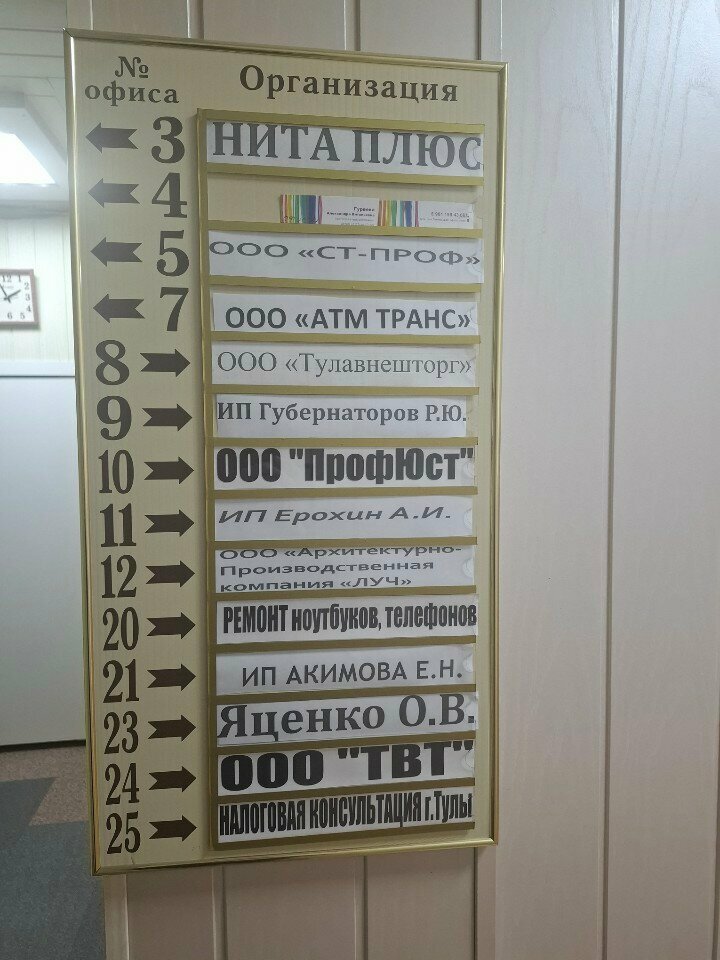 № офиса Организация
3 НИТА ПЛЮС
4
5 ООО «СТ-ПРОФ»
7 ООО «АТМ ТРАНС»
8 ООО «Тулавнешторг»
9 ИП Губернаторов Р.Ю.
10 ООО "ПрофЮст"
11 ИП Ерохин А.И.
12 ООО «Архитектурно-
Производственная
компания «ЛУЧ»
20 РЕМОНТ ноутбуков, телефонов
21 ИП АКИМОВА Е.Н.
23 Яценко О.В.
24 ООО "ТВТ"
25 НАЛОГОВАЯ КОНСУЛЬТАЦИЯ г.Тулы